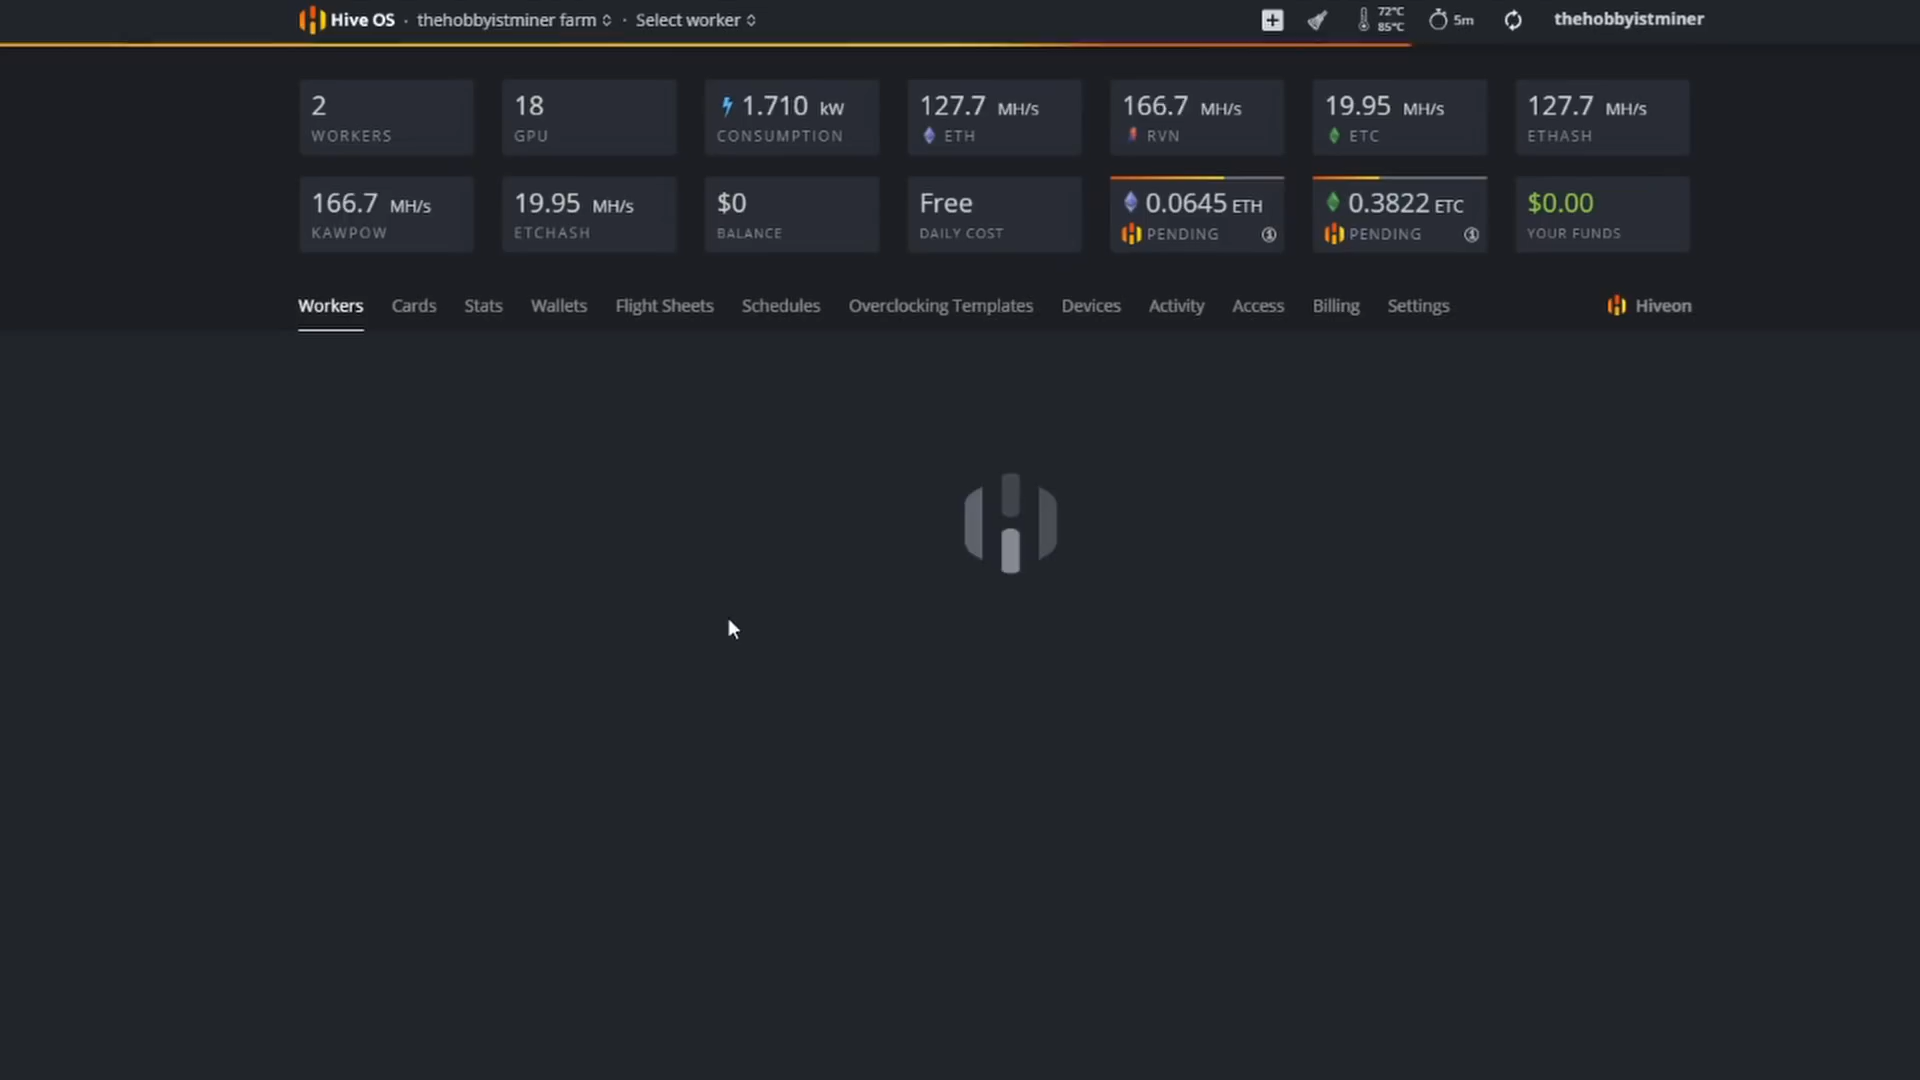 Hive OS · thehobbyistminer farm · Select worker 72°C 85°C 5m thehobbyistminer
2 1.710 kW 127.7 MH/s 166.7 MH/s 19.95 MH/s 127.7 MH/s
WORKERS GPU CONSUMPTION ETH RVN ETC ETHASH
18
166.7 MH/s 19.95 MH/s $0 Free 0.0645 ETH 0.3822 ETC $0.00
KAWPOW ETCHASH BALANCE DAILY COST PENDING PENDING YOUR FUNDS
Workers Cards Stats Wallets Flight Sheets Schedules Overclocking Templates Devices Activity Access Billing Settings Hiveon